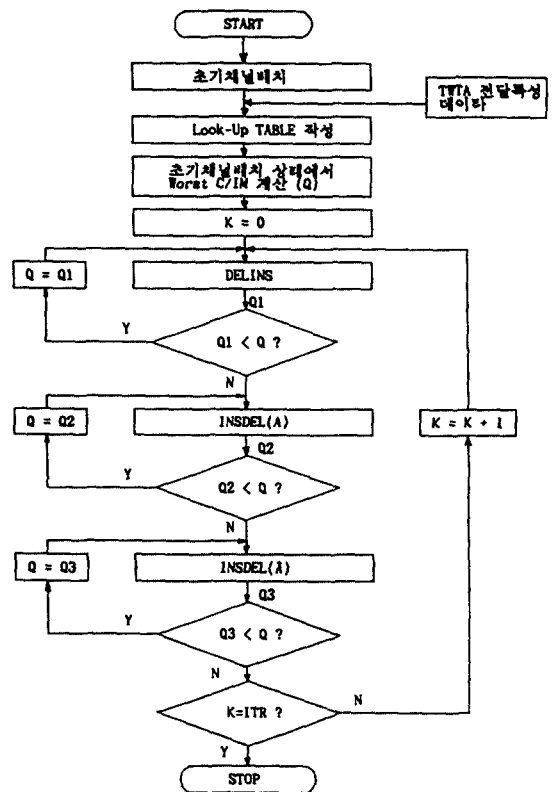 START
초기채널배치
TWTA 전달특성
데이타
Look-Up TABLE 작성
초기채널배치 상태에서
Worst C/IM 계산 (Q)
K = 0
Q = Q1
DELINS
Q1
Y
Q1 < Q ?
N
Q = Q2
INSDEL(A)
K = K + 1
Q2
Y
Q2 < Q ?
N
Q = Q3
INSDEL(Ā)
Q3
Y
Q3 < Q ?
N
K=ITR ?
N
Y
STOP